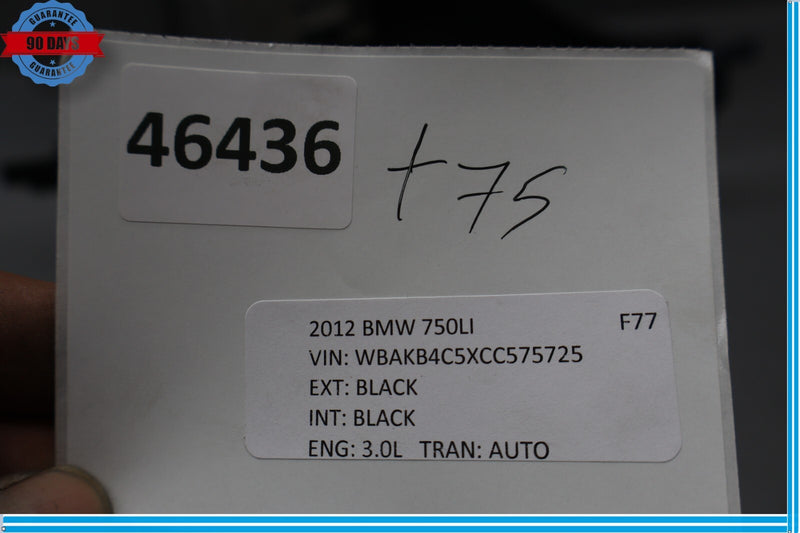 GUARANTEE
90 DAYS
GUARANTEE
46436
+75
2012 BMW 750LI F77
VIN: WBAKB4C5XCC575725
EXT: BLACK
INT: BLACK
ENG: 3.0L TRAN: AUTO